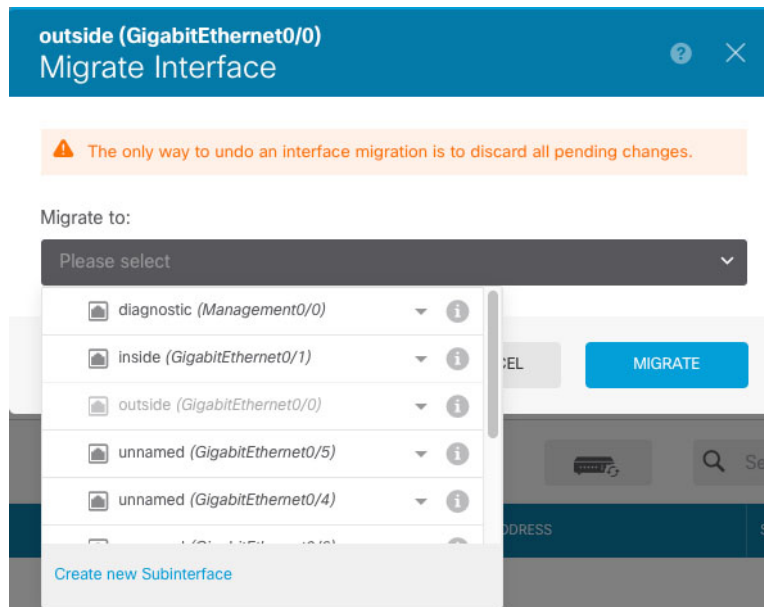 outside (GigabitEthernet0/0)
Migrate Interface
The only way to undo an interface migration is to discard all pending changes.
Migrate to:
Please select
diagnostic (Management0/0)
inside (GigabitEthernet0/1)
outside (GigabitEthernet0/0)
unnamed (GigabitEthernet0/5)
unnamed (GigabitEthernet0/4)
Create new Subinterface
MIGRATE